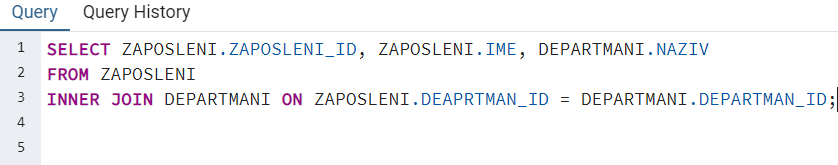 Query Query History
1 SELECT ZAPOSLENI.ZAPOSLENI_ID, ZAPOSLENI.IME, DEPARTMANI.NAZIV
2 FROM ZAPOSLENI
3 INNER JOIN DEPARTMANI ON ZAPOSLENI.DEAPRTMAN_ID = DEPARTMANI.DEPARTMAN_ID;
4
5